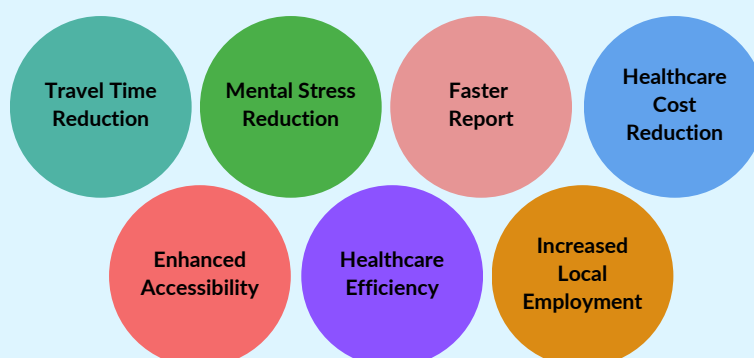 Travel Time
Reduction
Mental Stress
Reduction
Faster
Report
Healthcare
Cost
Reduction
Enhanced
Accessibility
Healthcare
Efficiency
Increased
Local
Employment